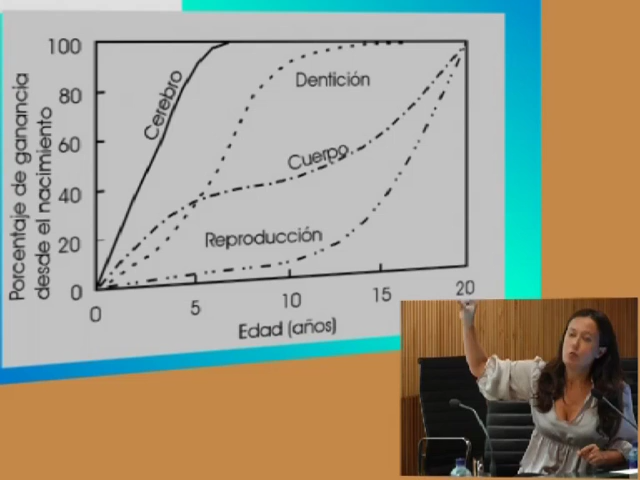 Porcentaje de ganancia
desde el nacimiento
100
80
60
40
20
0
Cerebro
Dentición
Cuerpo
Reproducción
0
5
10
15
20
Edad (años)